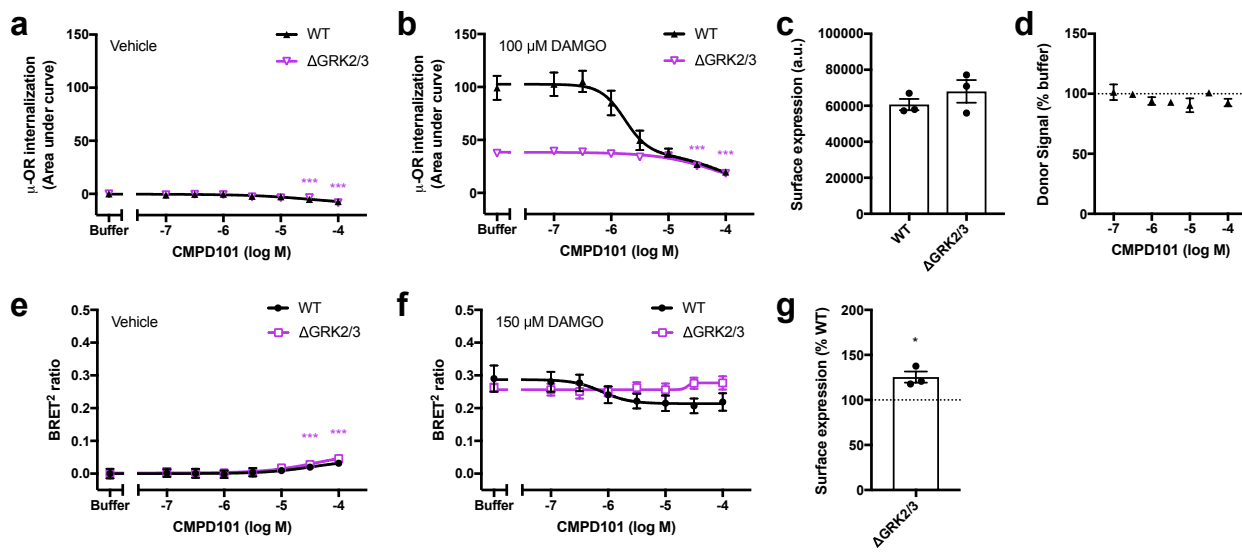 a
Vehicle
WT
ΔGRK2/3
μ-OR internalization
(Area under curve)
150
100
50
0
***
***
Buffer
-7
-6
-5
-4
CMPD101 (log M)
b
100 μM DAMGO
WT
ΔGRK2/3
μ-OR internalization
(Area under curve)
150
100
50
0
***
***
Buffer
-7
-6
-5
-4
CMPD101 (log M)
c
Surface expression (a.u.)
100000
80000
60000
40000
20000
0
WT
ΔGRK2/3
d
Donor Signal (% buffer)
150
100
50
0
-7
-6
-5
-4
CMPD101 (log M)
e
Vehicle
WT
ΔGRK2/3
BRET² ratio
0.5
0.4
0.3
0.2
0.1
0.0
***
***
Buffer
-7
-6
-5
-4
CMPD101 (log M)
f
150 μM DAMGO
WT
ΔGRK2/3
BRET² ratio
0.5
0.4
0.3
0.2
0.1
0.0
Buffer
-7
-6
-5
-4
CMPD101 (log M)
g
Surface expression (% WT)
200
150
100
50
0
*
ΔGRK2/3